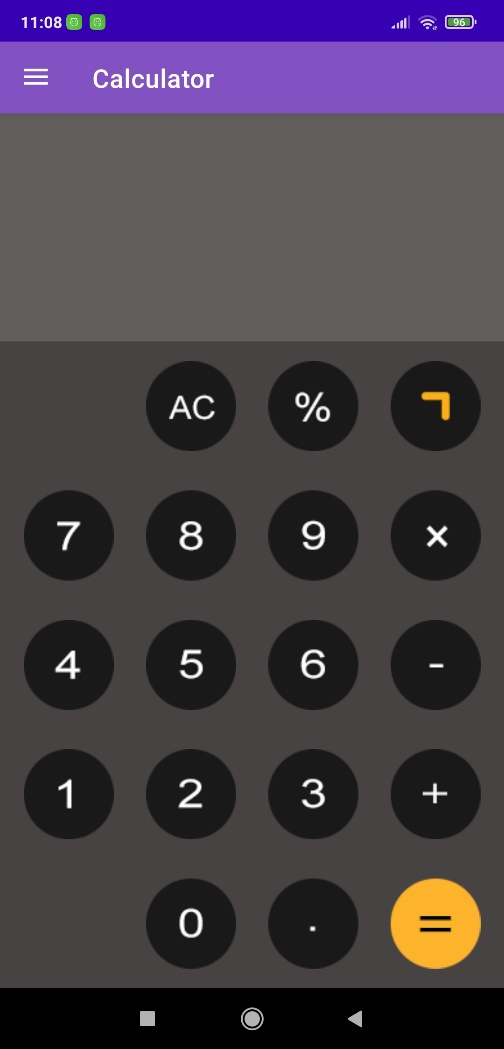 11:08 96
Calculator
AC %
7 8 9 ×
4 5 6 -
1 2 3 +
0 . =